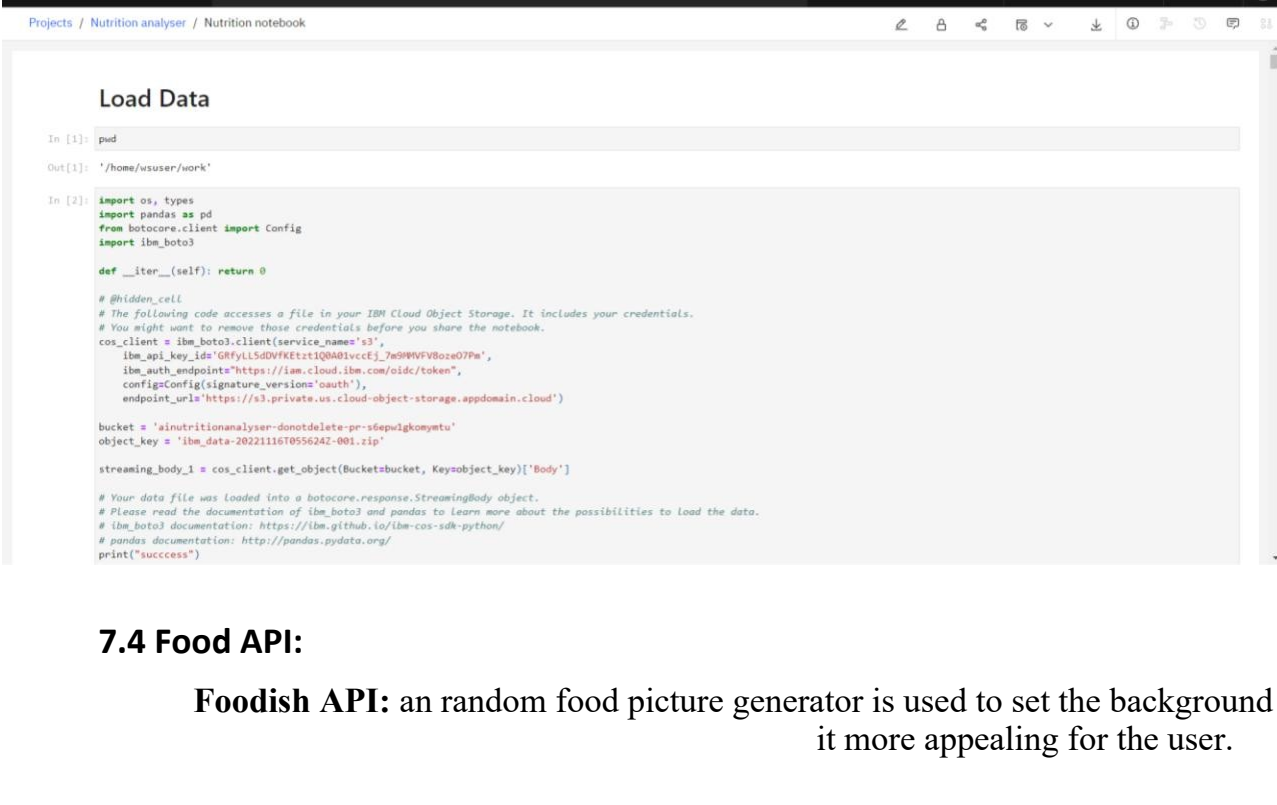 Projects / Nutrition analyser / Nutrition notebook
Load Data
In [1]: pwd
Out[1]: '/home/wsuser/work'
In [2]: import os, types
import pandas as pd
from botocore.client import Config
import ibm_boto3
def __iter__(self): return 0
# @hidden_cell
# The following code accesses a file in your IBM Cloud Object Storage. It includes your credentials.
# You might want to remove those credentials before you share the notebook.
cos_client = ibm_boto3.client(service_name='s3',
ibm_api_key_id=
ibm_auth_endpoint="https://iam.cloud.ibm.com/oidc/token",
config=Config(signature_version='oauth'),
endpoint_url='https://s3.private.us.cloud-object-storage.appdomain.cloud')
bucket = 'ainutritionanalyser-donotdelete-pr-s6epw1gkomymtu'
object_key = 'ibm_data-20221116T055624Z-001.zip'
streaming_body_1 = cos_client.get_object(Bucket=bucket, Key=object_key)['Body']
# Your data file was loaded into a botocore.response.StreamingBody object.
# Please read the documentation of ibm_boto3 and pandas to learn more about the possibilities to load the data.
# ibm_boto3 documentation: https://ibm.github.io/ibm-cos-sdk-python/
# pandas documentation: http://pandas.pydata.org/
print("succcess")
7.4 Food API:
Foodish API: an random food picture generator is used to set the background
it more appealing for the user.